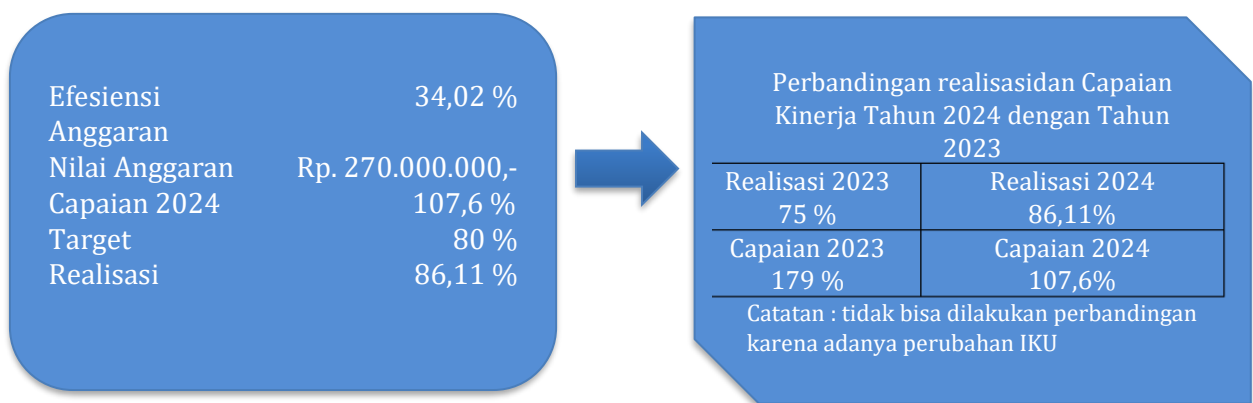 Efesiensi 34,02 %
Anggaran
Nilai Anggaran Rp. 270.000.000,-
Capaian 2024 107,6 %
Target 80 %
Realisasi 86,11 %
Perbandingan realisasidan Capaian
Kinerja Tahun 2024 dengan Tahun
2023
Realisasi 2023 Realisasi 2024
75 % 86,11%
Capaian 2023 Capaian 2024
179 % 107,6%
Catatan : tidak bisa dilakukan perbandingan
karena adanya perubahan IKU